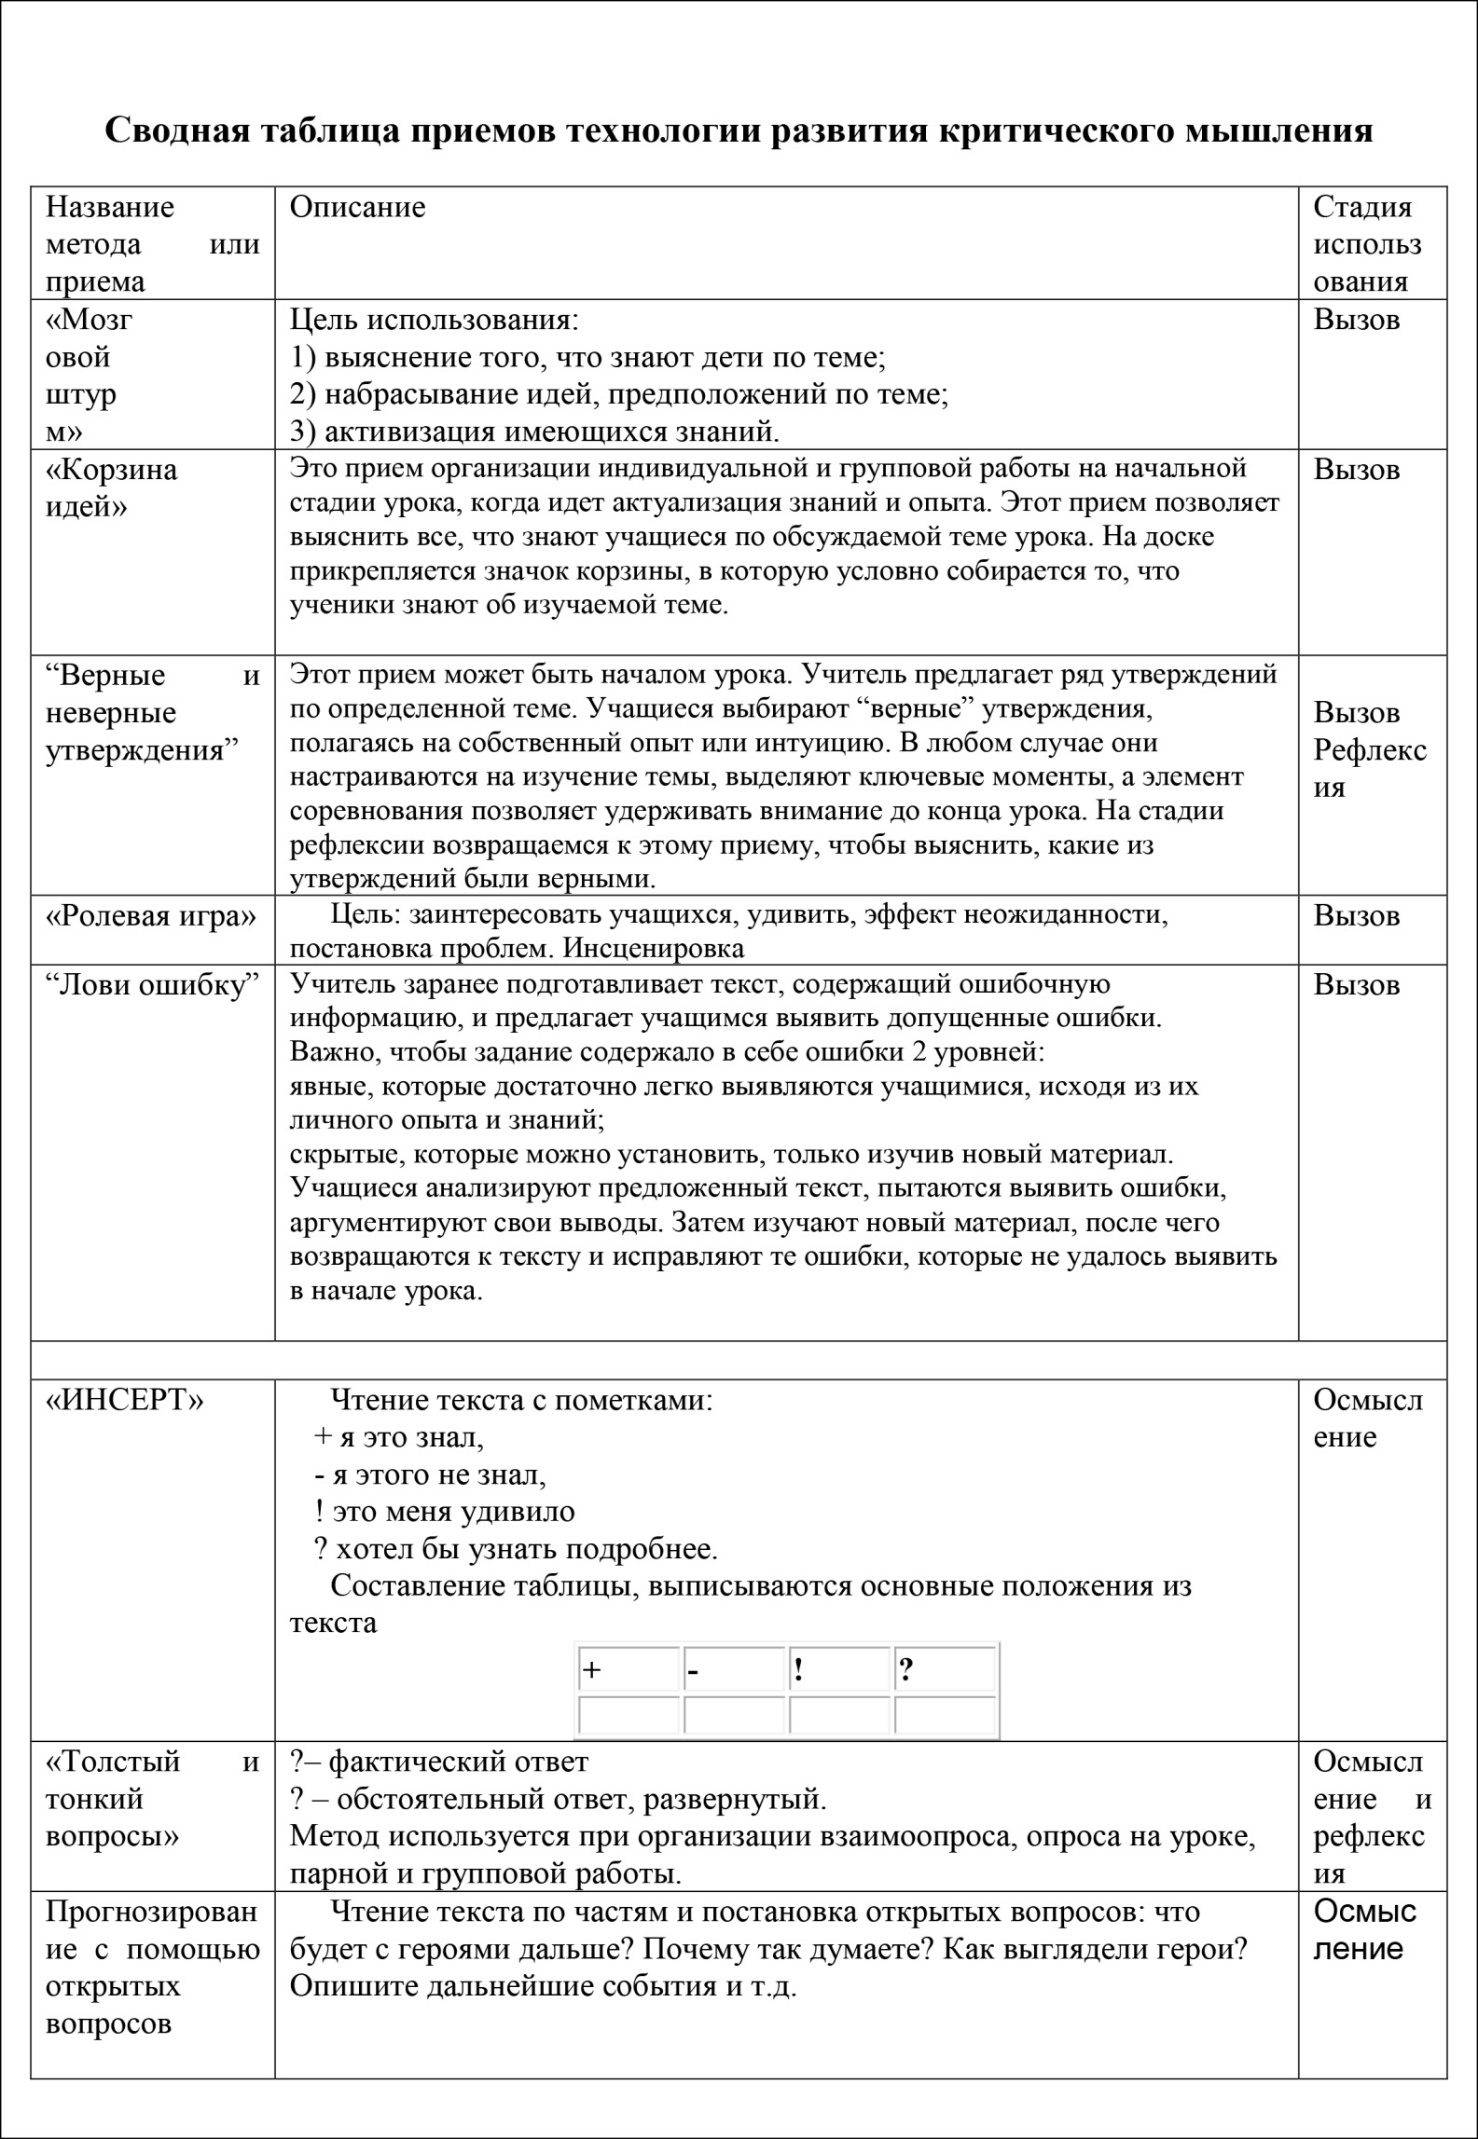 Сводная таблица приемов технологии развития критического мышления
Название
метода или
приема
Описание
Стадия
использ
ования
«Мозг
овой
штур
м»
Цель использования:
1) выяснение того, что знают дети по теме;
2) набрасывание идей, предположений по теме;
3) активизация имеющихся знаний.
Вызов
«Корзина
идей»
Это прием организации индивидуальной и групповой работы на начальной
стадии урока, когда идет актуализация знаний и опыта. Этот прием позволяет
выяснить все, что знают учащиеся по обсуждаемой теме урока. На доске
прикрепляется значок корзины, в которую условно собирается то, что
ученики знают об изучаемой теме.
Вызов
“Верные и
неверные
утверждения”
Этот прием может быть началом урока. Учитель предлагает ряд утверждений
по определенной теме. Учащиеся выбирают “верные” утверждения,
полагаясь на собственный опыт или интуицию. В любом случае они
настраиваются на изучение темы, выделяют ключевые моменты, а элемент
соревнования позволяет удерживать внимание до конца урока. На стадии
рефлексии возвращаемся к этому приему, чтобы выяснить, какие из
утверждений были верными.
Вызов
Рефлекс
ия
«Ролевая игра»
Цель: заинтересовать учащихся, удивить, эффект неожиданности,
постановка проблем. Инсценировка
Вызов
“Лови ошибку”
Учитель заранее подготавливает текст, содержащий ошибочную
информацию, и предлагает учащимся выявить допущенные ошибки.
Важно, чтобы задание содержало в себе ошибки 2 уровней:
явные, которые достаточно легко выявляются учащимися, исходя из их
личного опыта и знаний;
скрытые, которые можно установить, только изучив новый материал.
Учащиеся анализируют предложенный текст, пытаются выявить ошибки,
аргументируют свои выводы. Затем изучают новый материал, после чего
возвращаются к тексту и исправляют те ошибки, которые не удалось выявить
в начале урока.
Вызов
«ИНСЕРТ»
Чтение текста с пометками:
+ я это знал,
- я этого не знал,
! это меня удивило
? хотел бы узнать подробнее.
Составление таблицы, выписываются основные положения из
текста
+ - ! ?
Осмысл
ение
«Толстый и
тонкий
вопросы»
?– фактический ответ
? – обстоятельный ответ, развернутый.
Метод используется при организации взаимоопроса, опроса на уроке,
парной и групповой работы.
Осмысл
ение и
рефлекс
ия
Прогнозирован
ие с помощью
открытых
вопросов
Чтение текста по частям и постановка открытых вопросов: что
будет с героями дальше? Почему так думаете? Как выглядели герои?
Опишите дальнейшие события и т.д.
Осмыс
ление